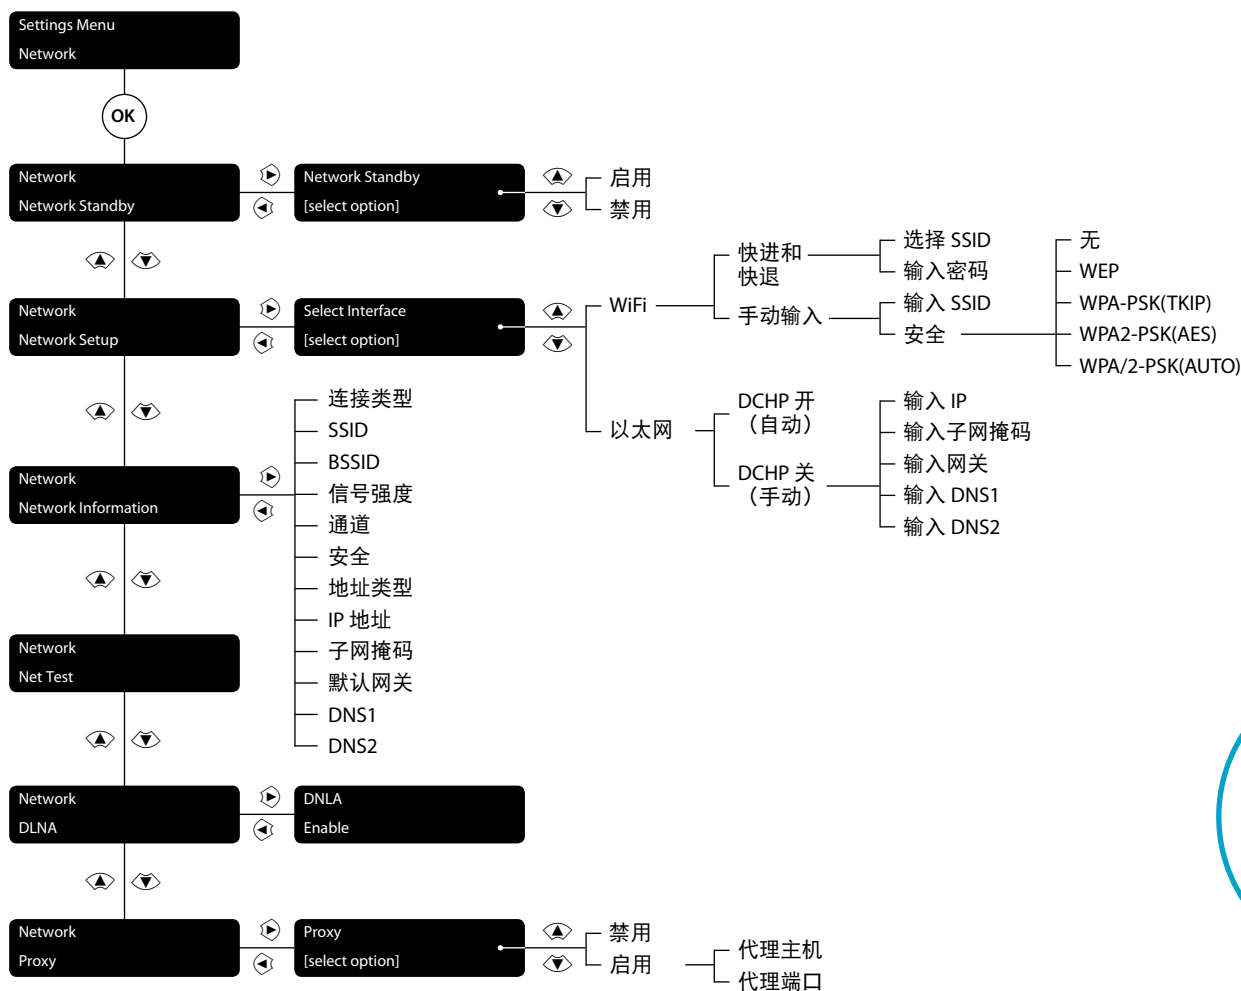 Settings Menu
Network
OK
Network
Network Standby
Network Standby
[select option]
启用
禁用
Network
Network Setup
Select Interface
[select option]
WiFi
快进和
快退
选择 SSID
输入密码
手动输入
输入 SSID
安全
无
WEP
WPA-PSK(TKIP)
WPA2-PSK(AES)
WPA/2-PSK(AUTO)
以太网
DCHP 开
（自动）
DCHP 关
（手动）
输入 IP
输入子网掩码
输入网关
输入 DNS1
输入 DNS2
Network
Network Information
连接类型
SSID
BSSID
信号强度
通道
安全
地址类型
IP 地址
子网掩码
默认网关
DNS1
DNS2
Network
Net Test
Network
DLNA
DNLA
Enable
Network
Proxy
Proxy
[select option]
禁用
启用
代理主机
代理端口